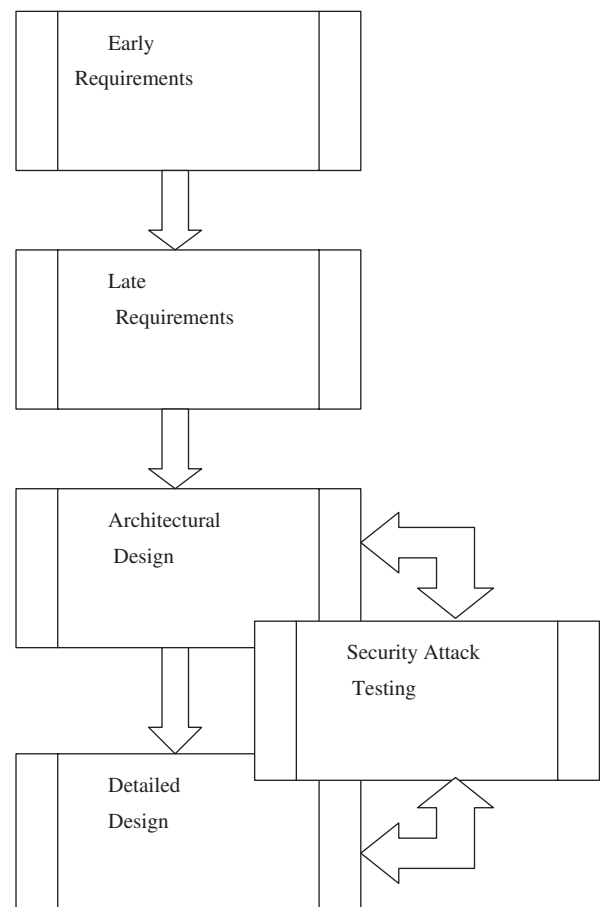 Early
Requirements
Late
Requirements
Architectural
Design
Security Attack
Testing
Detailed
Design